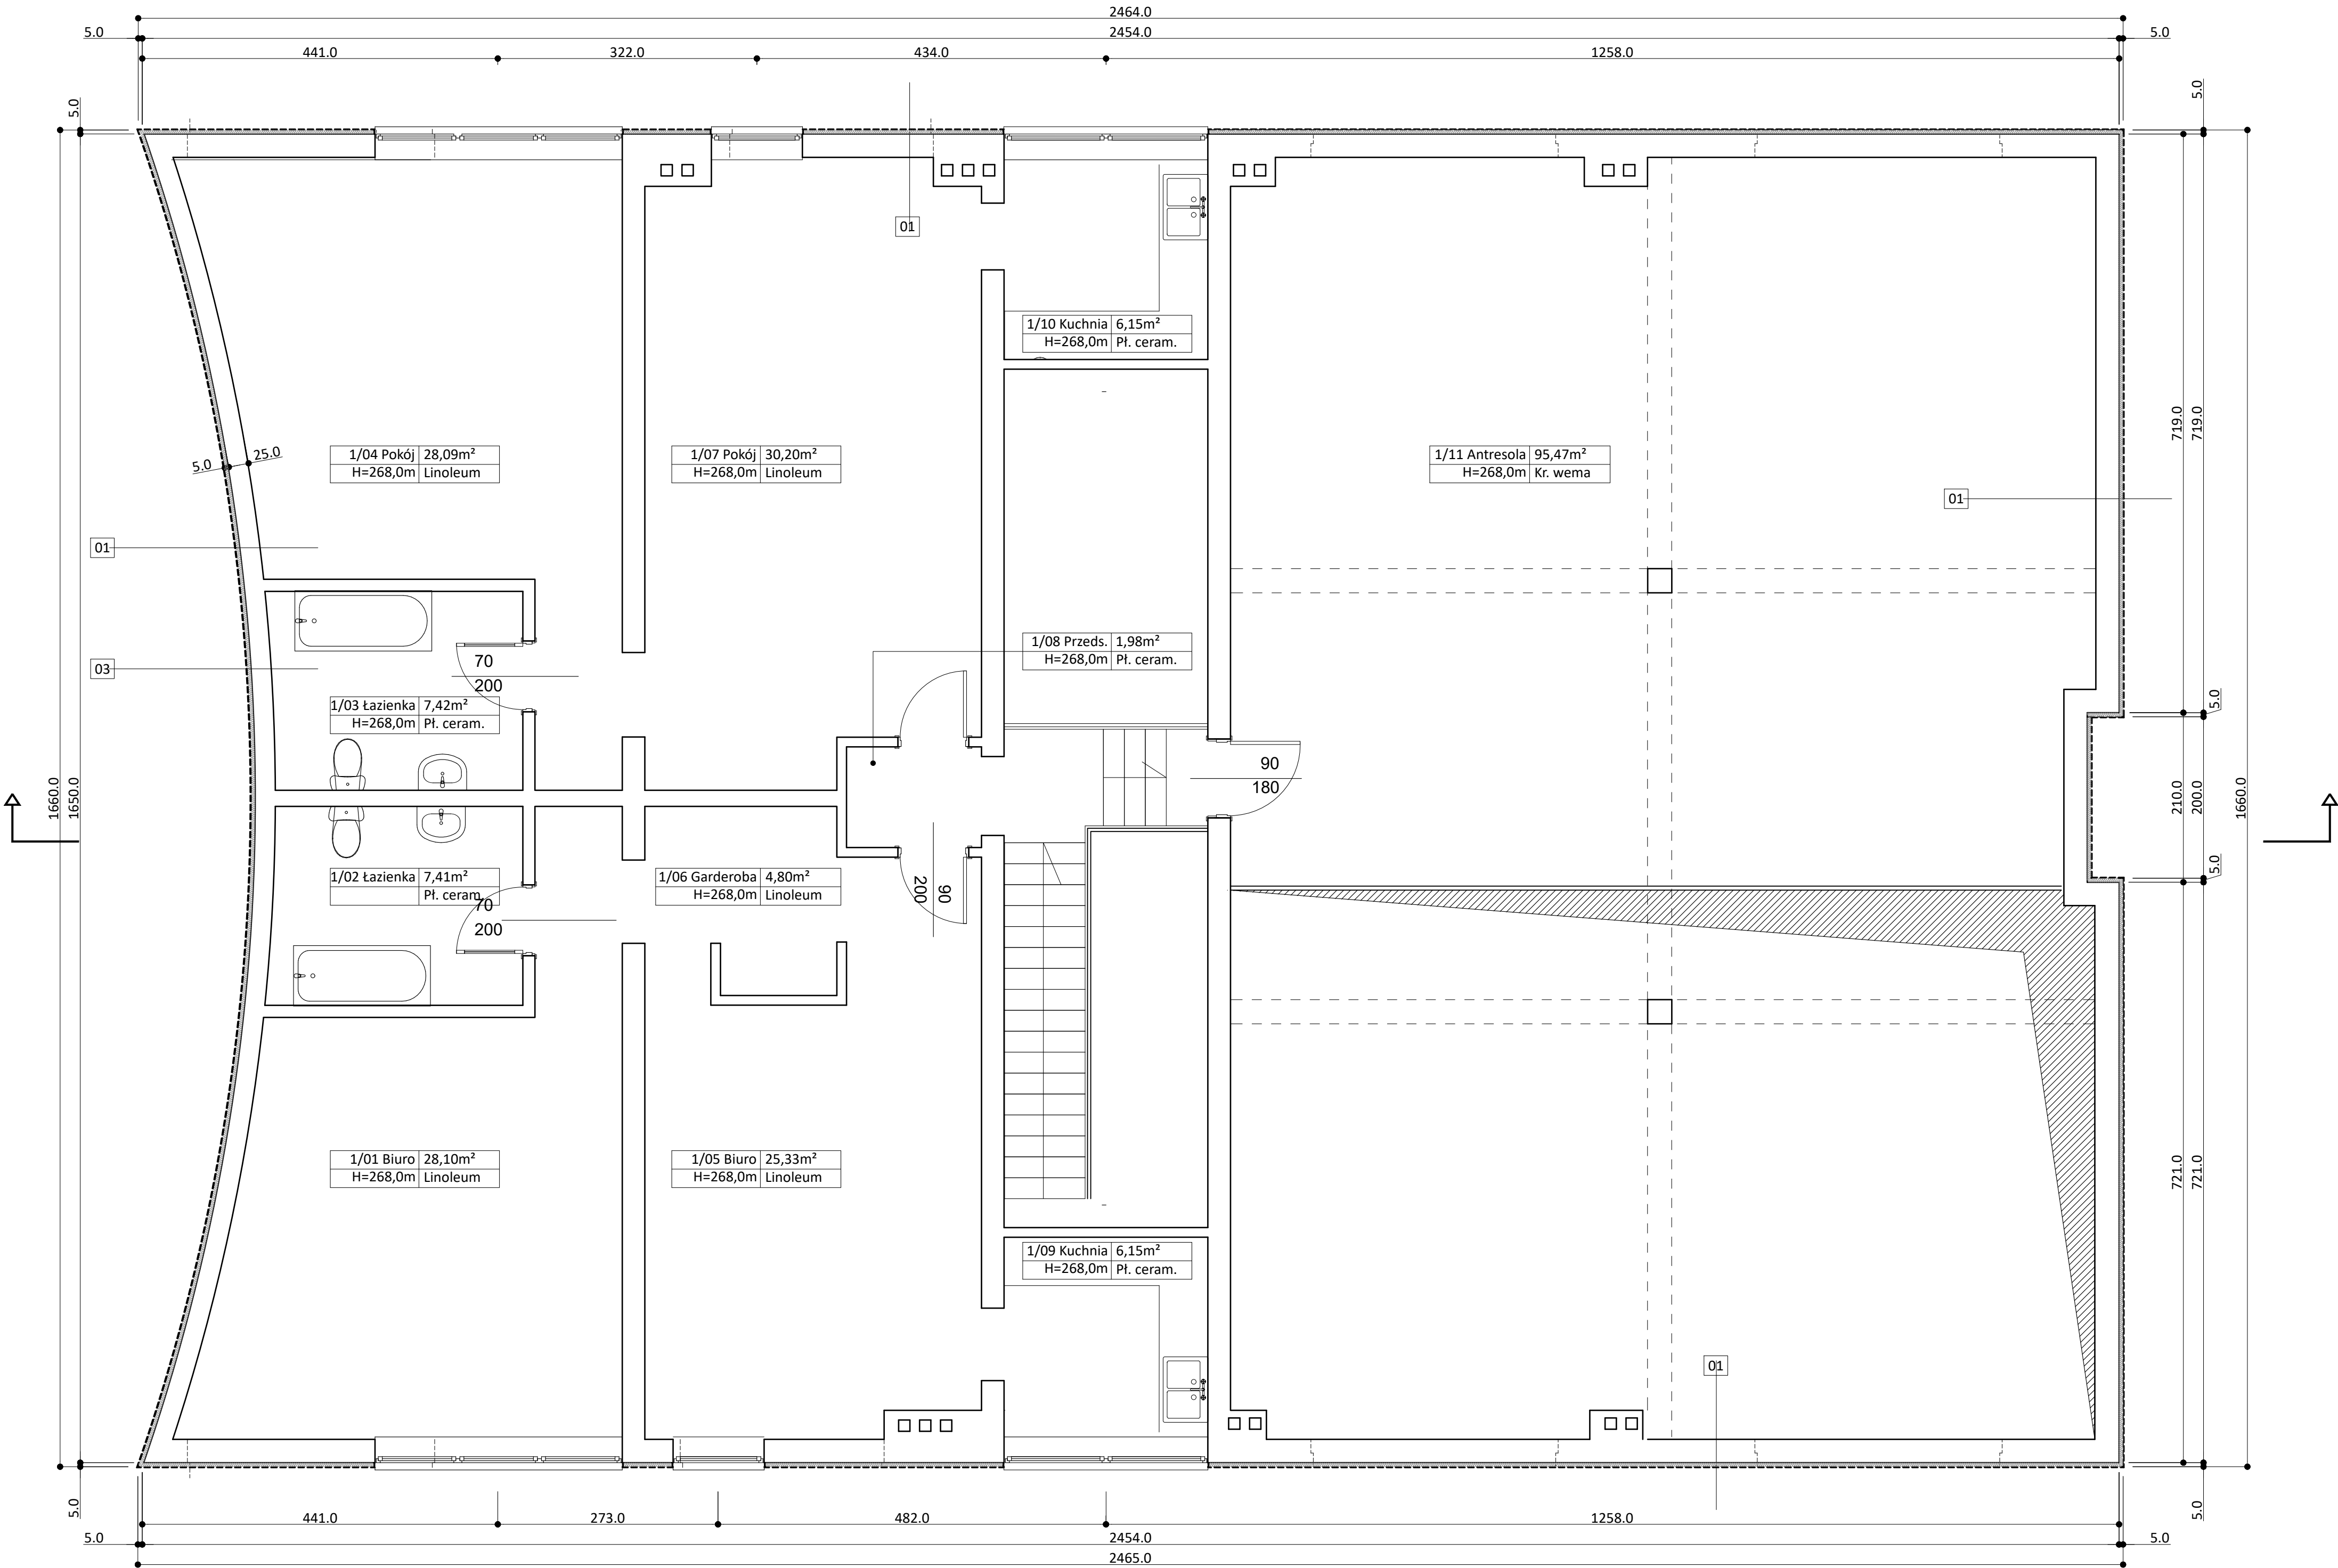 2464.0
5.0
2454.0
5.0
441.0
322.0
434.0
1258.0
5.0
5.0
01
1/10 Kuchnia 6,15m²
H=268,0m Pł. ceram.
719.0
719.0
1/04 Pokój 28,09m²
H=268,0m Linoleum
1/07 Pokój 30,20m²
H=268,0m Linoleum
1/11 Antresola 95,47m²
H=268,0m Kr. wema
5.0
25.0
01
01
1/08 Przeds. 1,98m²
H=268,0m Pł. ceram.
03
70
200
1/03 Łazienka 7,42m²
H=268,0m Pł. ceram.
5.0
90
180
1660.0
1650.0
210.0
200.0
1660.0
1/02 Łazienka 7,41m²
Pł. ceram.
70
200
1/06 Garderoba 4,80m²
H=268,0m Linoleum
90
200
5.0
1/01 Biuro 28,10m²
H=268,0m Linoleum
1/05 Biuro 25,33m²
H=268,0m Linoleum
721.0
721.0
1/09 Kuchnia 6,15m²
H=268,0m Pł. ceram.
01
5.0
5.0
441.0
273.0
482.0
1258.0
5.0
2454.0
5.0
2465.0